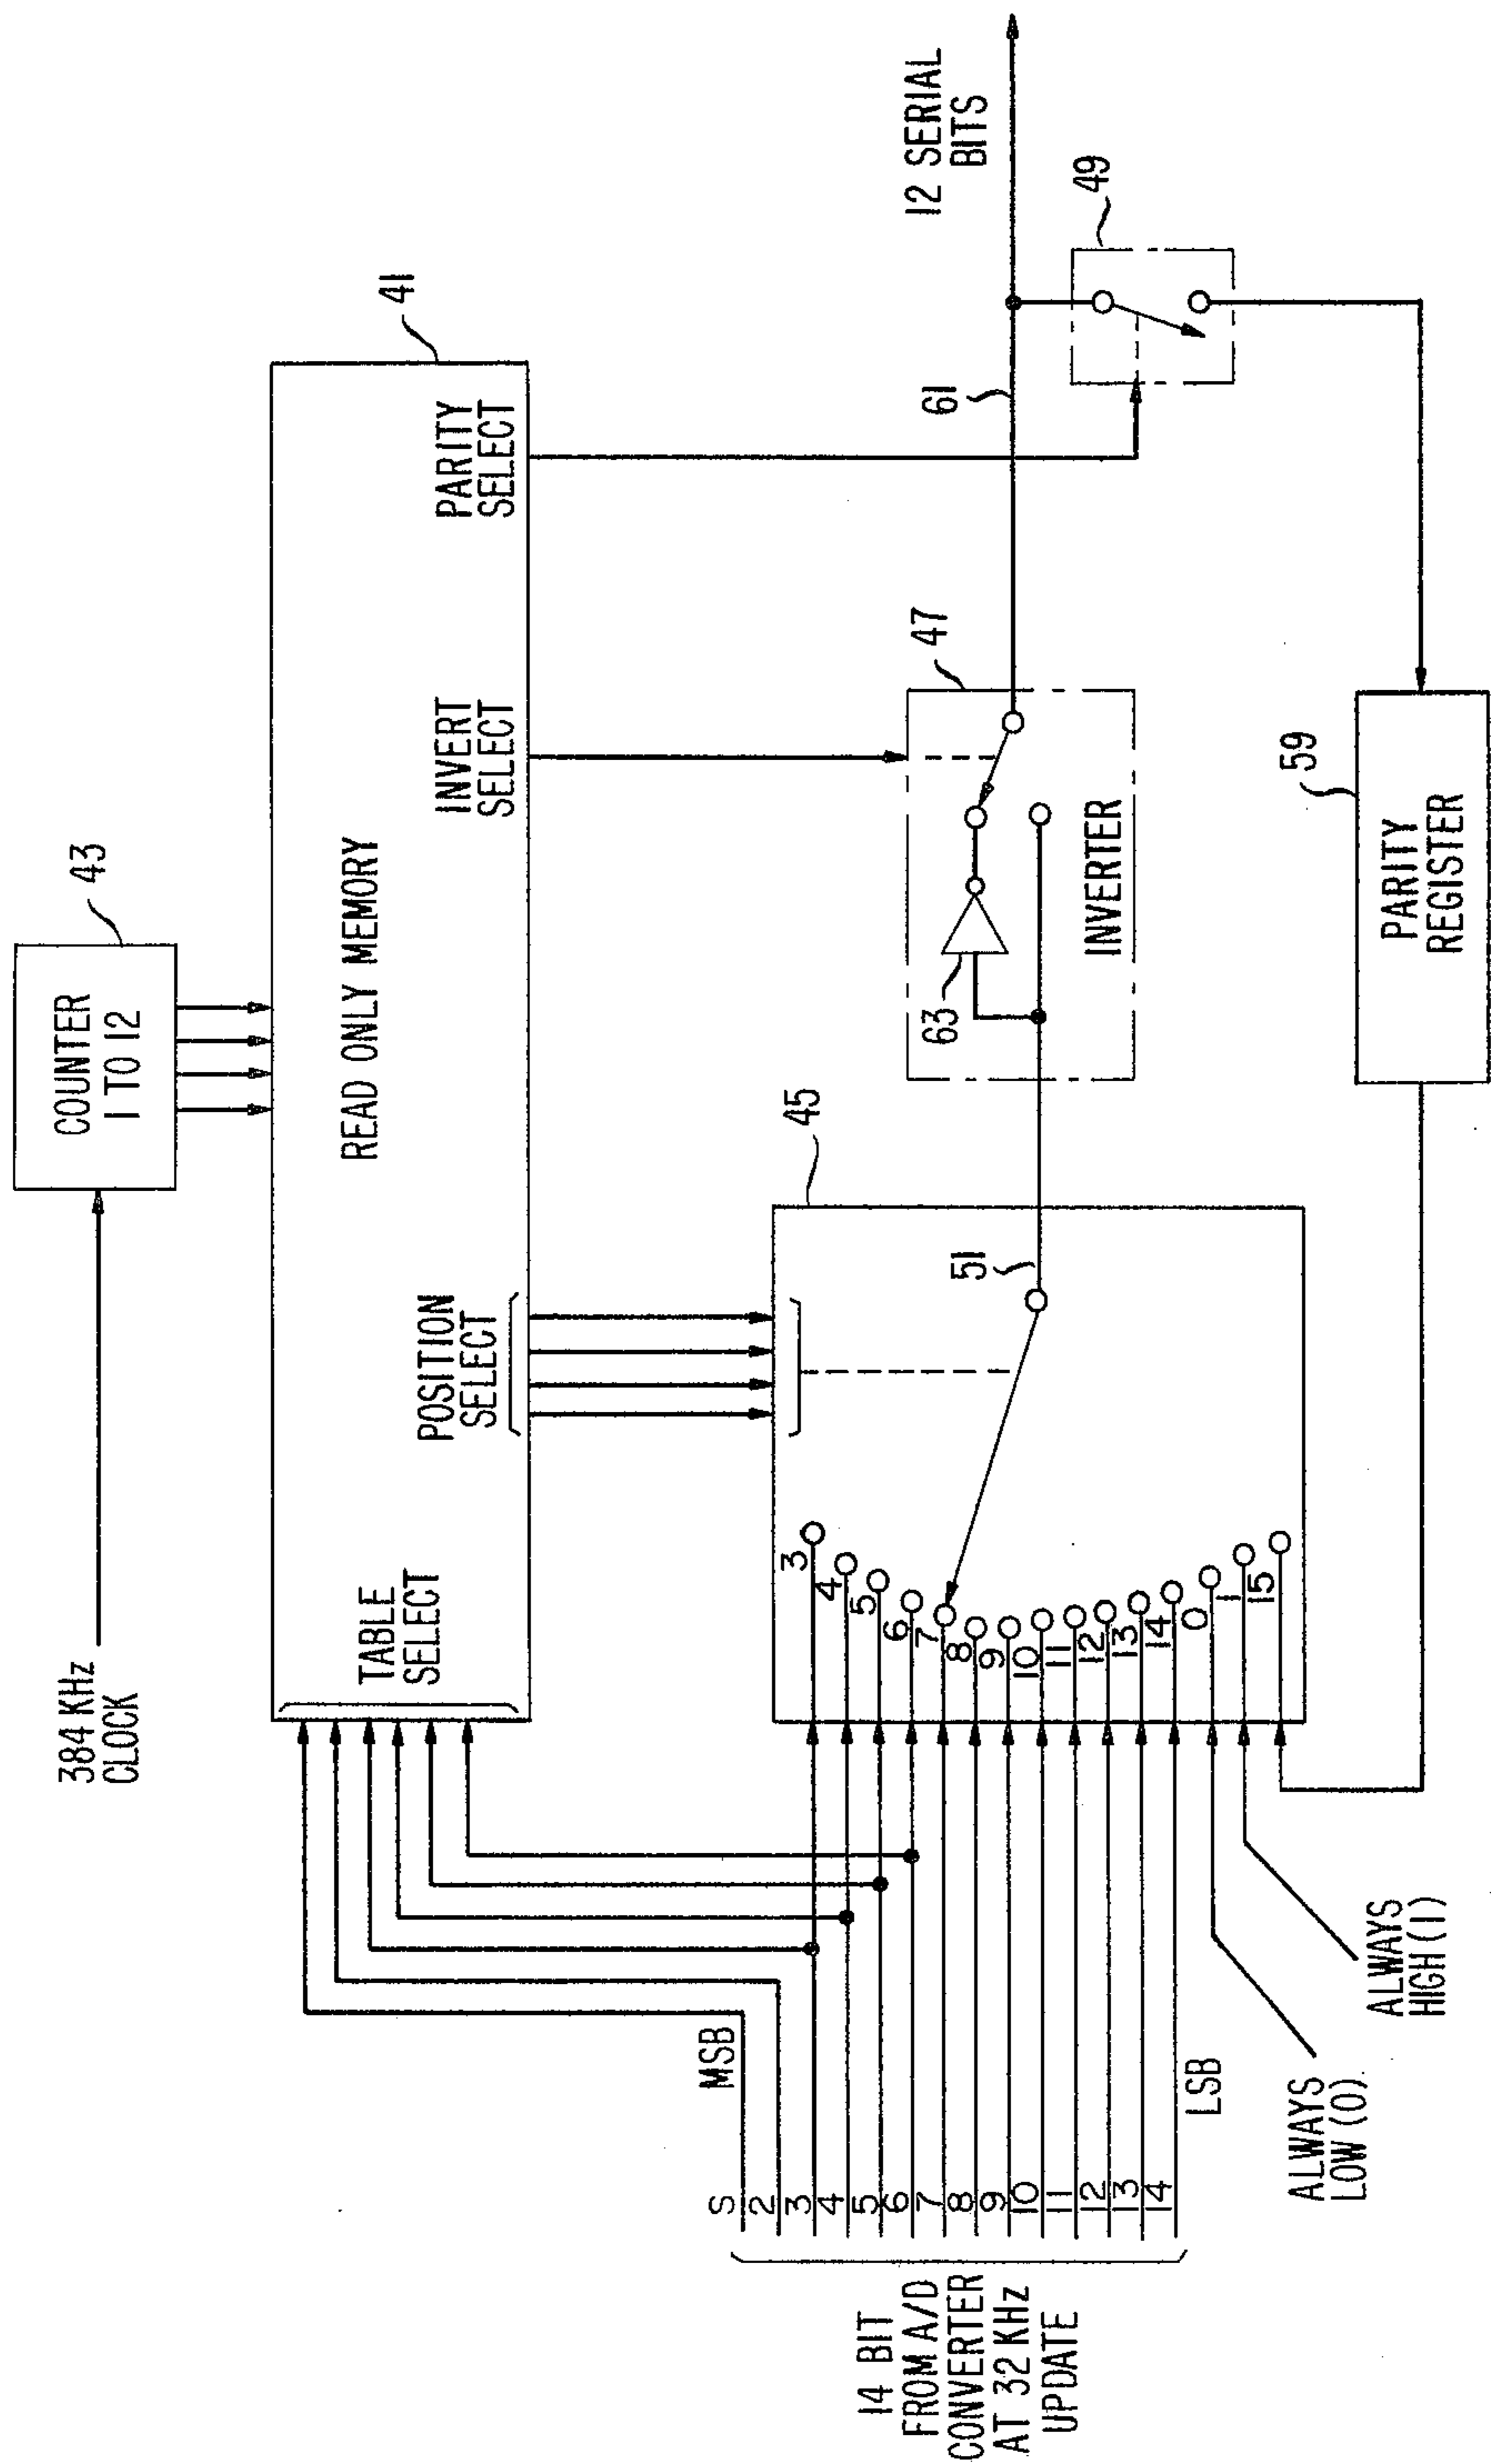 384 KHz
CLOCK
COUNTER
1 TO 12
43
41
READ ONLY MEMORY
TABLE
SELECT
POSITION
SELECT
INVERT
SELECT
PARITY
SELECT
14 BIT
FROM A/D
CONVERTER
AT 32 KHz
UPDATE
S
2
3
4
5
6
7
8
9
10
11
12
13
14
MSB
LSB
ALWAYS
LOW (0)
ALWAYS
HIGH (1)
45
3
4
5
6
7
8
9
10
11
12
13
14
0
1
15
51
47
63
INVERTER
61
12 SERIAL
BITS
49
59
PARITY
REGISTER